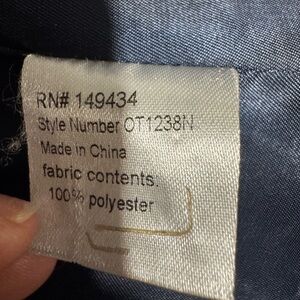 RN# 149434
Style Number OT1238N
Made in China
fabric contents:
100% polyester